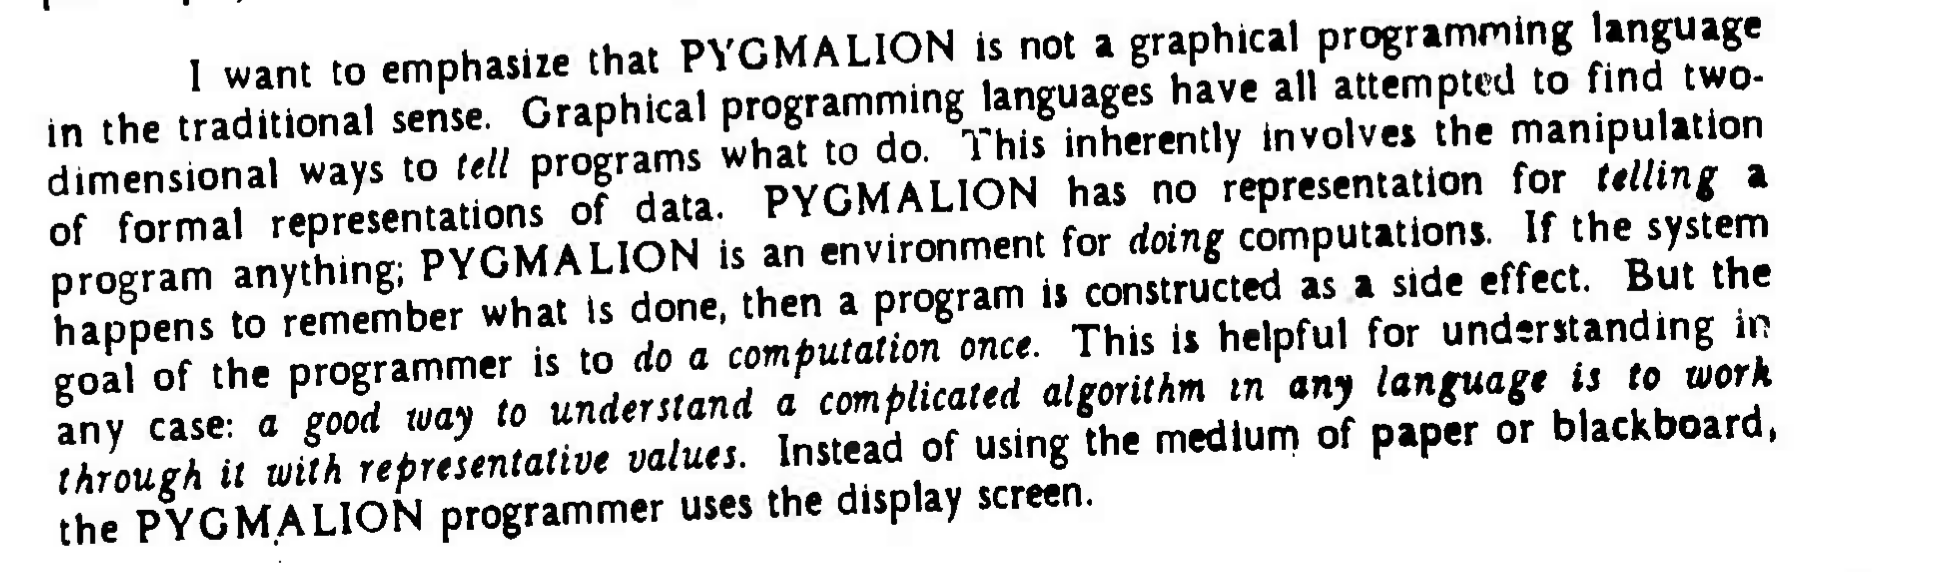 I want to emphasize that PYGMALION is not a graphical programming language
in the traditional sense. Graphical programming languages have all attempted to find two-
dimensional ways to tell programs what to do. This inherently involves the manipulation
of formal representations of data. PYGMALION has no representation for telling a
program anything; PYGMALION is an environment for doing computations. If the system
happens to remember what is done, then a program is constructed as a side effect. But the
goal of the programmer is to do a computation once. This is helpful for understanding in
any case: a good way to understand a complicated algorithm in any language is to work
through it with representative values. Instead of using the medium of paper or blackboard,
the PYGMALION programmer uses the display screen.